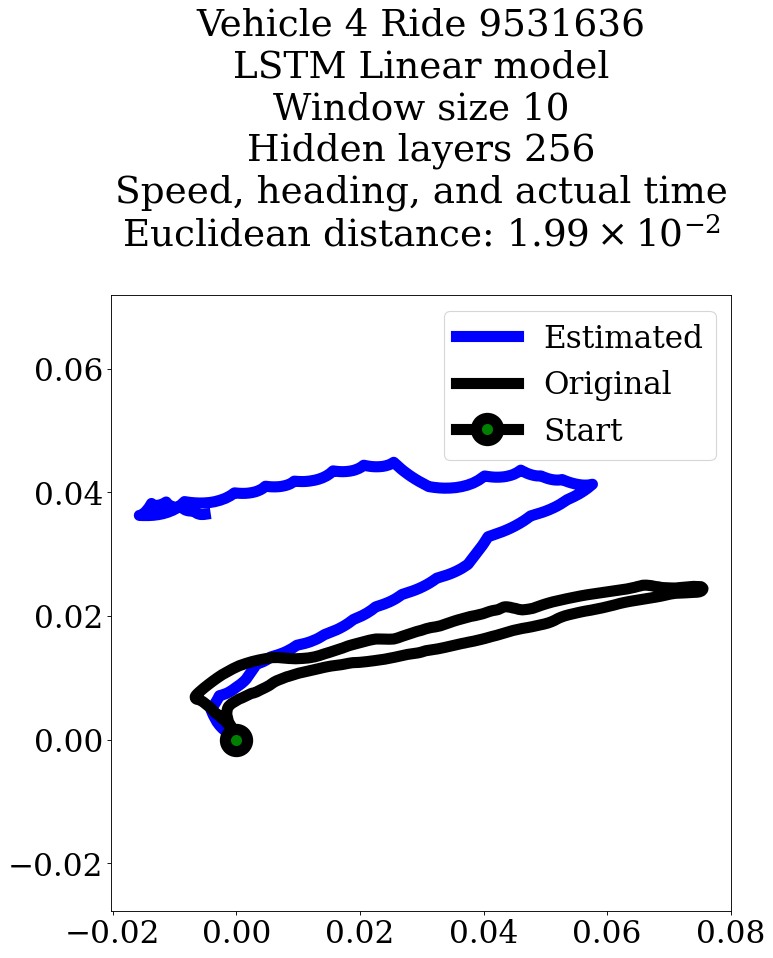 Vehicle 4 Ride 9531636
LSTM Linear model
Window size 10
Hidden layers 256
Speed, heading, and actual time
Euclidean distance: 1.99 × 10⁻²
Estimated
Original
Start
0.06
0.04
0.02
0.00
−0.02
−0.02 0.00 0.02 0.04 0.06 0.08